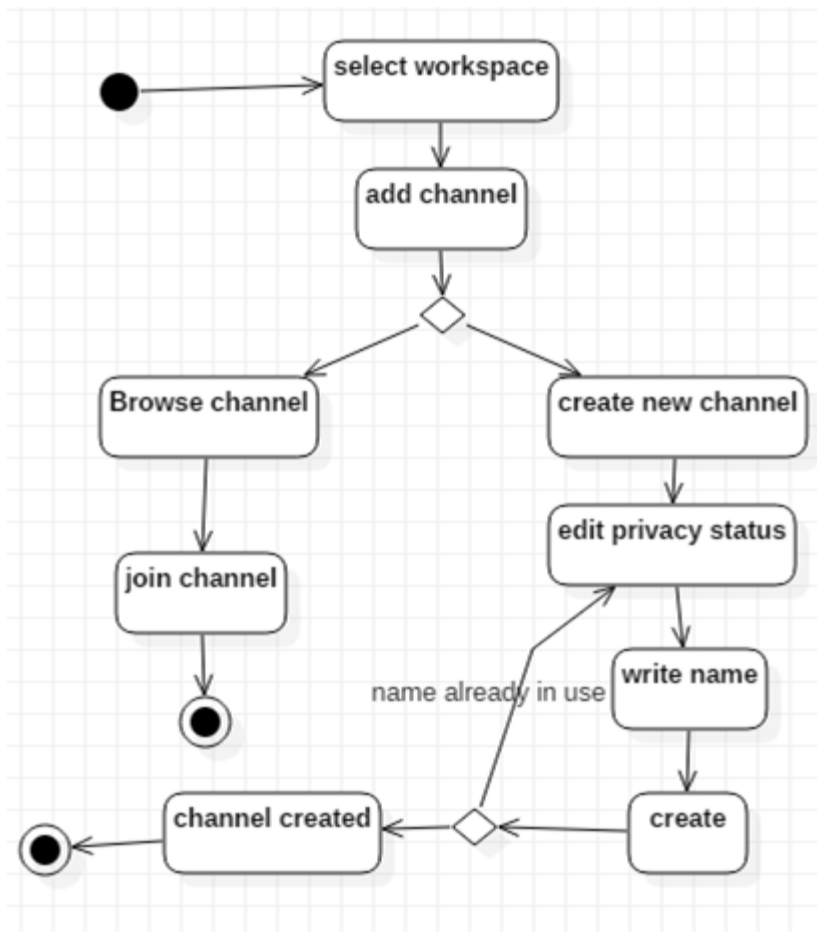 select workspace
add channel
Browse channel
create new channel
edit privacy status
join channel
write name
name already in use
channel created
create